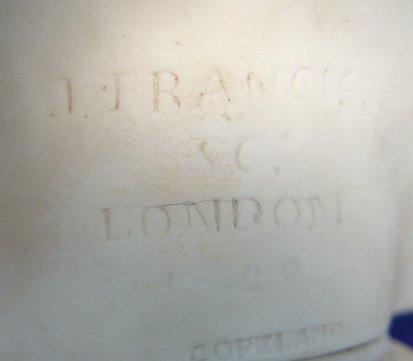 J. FRANCIS
SC.
LONDON
COPELAND